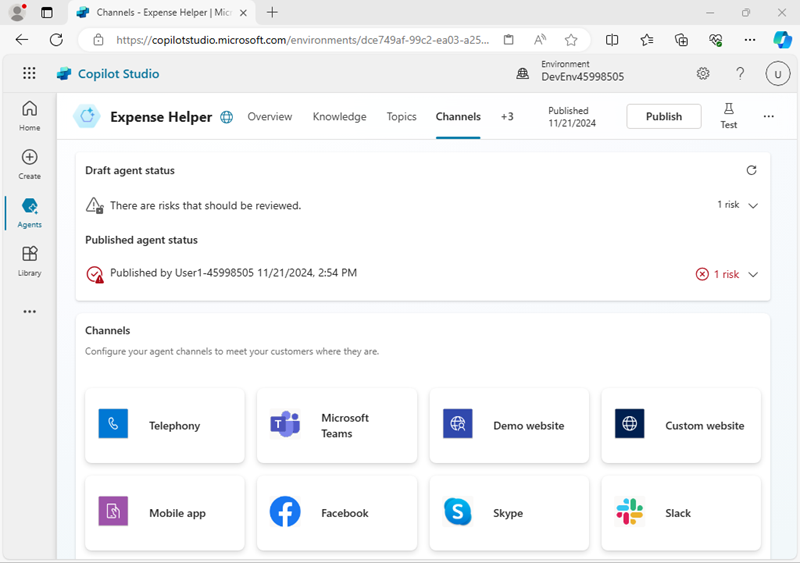 Channels - Expense Helper | Micr
https://copilotstudio.microsoft.com/environments/dce749af-99c2-ea03-a25...
Copilot Studio
Environment
DevEnv45998505
?
U
Home
Create
Agents
Library
Expense Helper
Overview
Knowledge
Topics
Channels
+3
Published
11/21/2024
Publish
Test
Draft agent status
There are risks that should be reviewed.
1 risk
Published agent status
Published by User1-45998505 11/21/2024, 2:54 PM
1 risk
Channels
Configure your agent channels to meet your customers where they are.
Telephony
Microsoft
Teams
Demo website
Custom website
Mobile app
Facebook
Skype
Slack